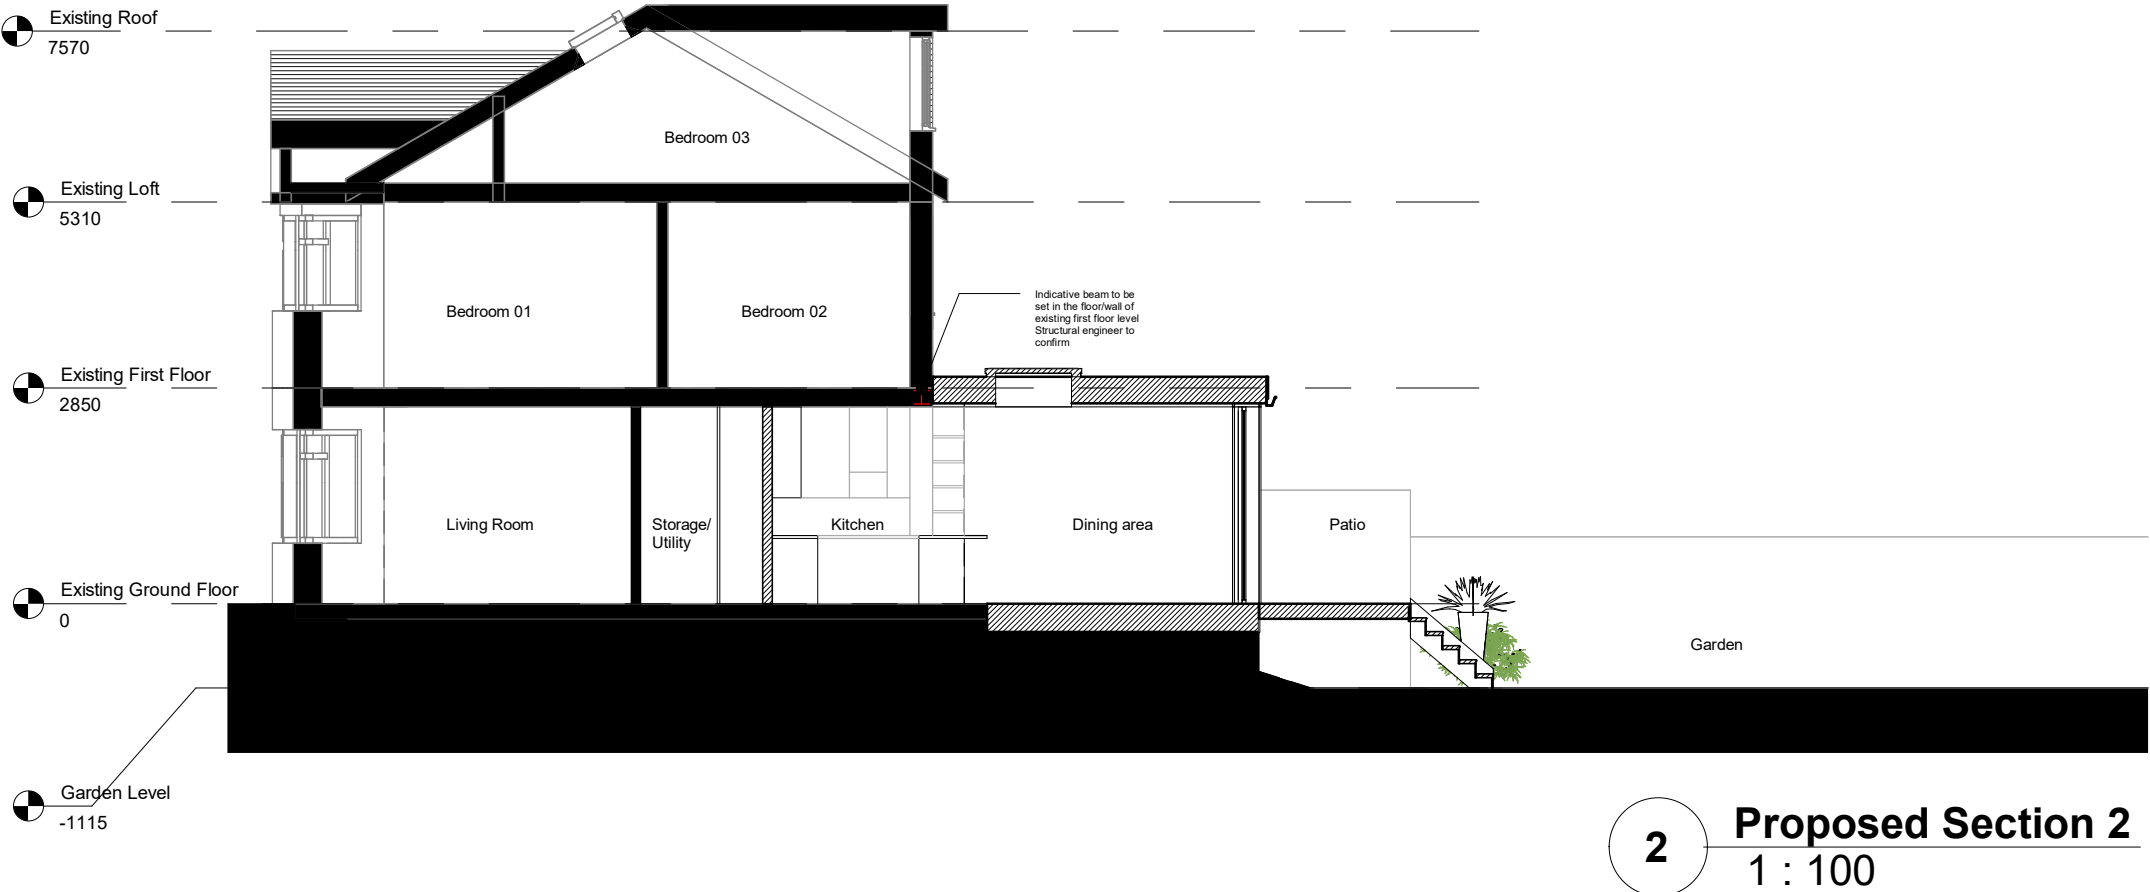 Existing Roof
7570
Bedroom 03
Existing Loft
5310
Bedroom 01
Bedroom 02
Indicative beam to be
set in the floor/wall of
existing first floor level
Structural engineer to
confirm
Existing First Floor
2850
Living Room
Storage/
Utility
Kitchen
Dining area
Patio
Existing Ground Floor
0
Garden
Garden Level
-1115
2
Proposed Section 2
1 : 100